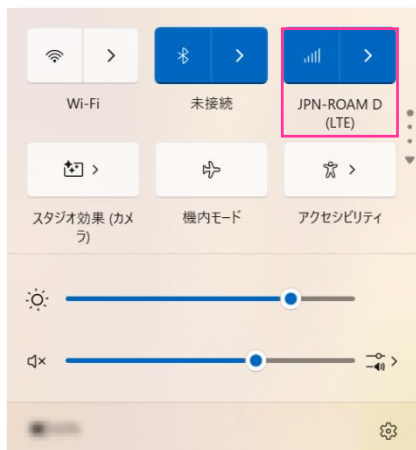 Wi-Fi
未接続
JPN-ROAM D
(LTE)
スタジオ効果 (カメ
ラ)
機内モード
アクセシビリティ